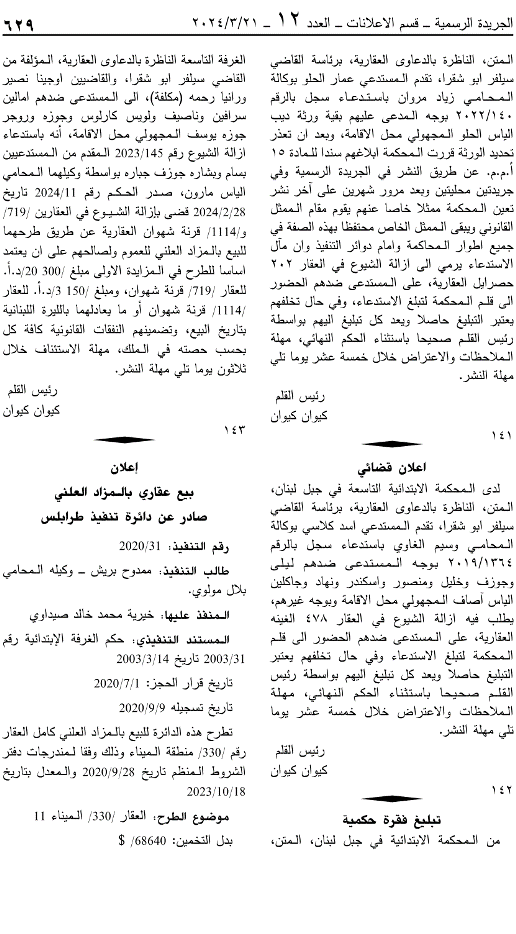 الجريدة الرسمية ـ قسم الاعلانات ـ العدد ١٢ ـ ٢٠٢٤/٣/٢١
٦٢٩
المتن، الناظرة بالدعاوى العقارية، برئاسة القاضي
سيلفر ابو شقرا، تقدم المستدعي عمار الحلو بوكالة
المحامي زياد مروان باستدعاء سجل بالرقم
٢٠٢٢/١٤٠ بوجه المدعى عليهم بقية ورثة ديب
الياس الحلو المجهولي محل الاقامة، وبعد ان تعذر
تحديد الورثة قررت المحكمة ابلاغهم سندا للمادة ١٥
أ.م.م. عن طريق النشر في الجريدة الرسمية وفي
جريدتين محليتين وبعد مرور شهرين على آخر نشر
تعين المحكمة ممثلا خاصا عنهم يقوم مقام الممثل
القانوني ويبقى الممثل الخاص محتفظا بهذه الصفة في
جميع اطوار المحاكمة وامام دوائر التنفيذ وان مآل
الاستدعاء يرمي الى ازالة الشيوع في العقار ٢٠٢
حصرايل العقارية، على المستدعى ضدهم الحضور
الى قلم المحكمة لتبلغ الاستدعاء، وفي حال تخلفهم
يعتبر التبليغ حاصلا ويعد كل تبليغ اليهم بواسطة
رئيس القلم صحيحا باستثناء الحكم النهائي، مهلة
الملاحظات والاعتراض خلال خمسة عشر يوما تلي
مهلة النشر.
رئيس القلم
كيوان كيوان
١٤١
اعلان قضائي
لدى المحكمة الابتدائية التاسعة في جبل لبنان،
المتن، الناظرة بالدعاوى العقارية، برئاسة القاضي
سيلفر ابو شقرا، تقدم المستدعي اسد كلاسي بوكالة
المحامي وسيم الغاوي باستدعاء سجل بالرقم
٢٠١٩/١٣٦٤ بوجه المستدعى ضدهم ليلى
وجوزف وخليل ومنصور واسكندر ونهاد وجاكلين
الياس أصاف المجهولي محل الاقامة وبوجه غيرهم،
يطلب فيه ازالة الشيوع في العقار ٤٧٨ الغينه
العقارية، على المستدعى ضدهم الحضور الى قلم
المحكمة لتبلغ الاستدعاء وفي حال تخلفهم يعتبر
التبليغ حاصلا ويعد كل تبليغ اليهم بواسطة رئيس
القلم صحيحا باستثناء الحكم النهائي، مهلة
الملاحظات والاعتراض خلال خمسة عشر يوما
تلي مهلة النشر.
رئيس القلم
كيوان كيوان
١٤٢
تبليغ فقرة حكمية
من المحكمة الابتدائية في جبل لبنان، المتن،
الغرفة التاسعة الناظرة بالدعاوى العقارية، المؤلفة من
القاضي سيلفر ابو شقرا، والقاضيين اوجينا نصير
ورانيا رحمه (مكلفة)، الى المستدعى ضدهم امالين
سرافين وناصيف ولويس كارلوس وجوزه وروجر
جوزه يوسف المجهولي محل الاقامة، أنه باستدعاء
ازالة الشيوع رقم 2023/145 المقدم من المستدعيين
بسام وبشاره جوزف جباره بواسطة وكيلهما المحامي
الياس مارون، صدر الحكم رقم 2024/11 تاريخ
2024/2/28 قضى بإزالة الشيوع في العقارين /719/
و/1114/ قرنة شهوان العقارية عن طريق طرحهما
للبيع بالمزاد العلني للعموم ولصالحهم على ان يعتمد
اساسا للطرح في المزايدة الاولى مبلغ /300 20/د.أ.
للعقار /719/ قرنة شهوان، ومبلغ /150 3/د.أ. للعقار
/1114/ قرنة شهوان أو ما يعادلهما بالليرة اللبنانية
بتاريخ البيع، وتضمينهم النفقات القانونية كافة كل
بحسب حصته في الملك، مهلة الاستئناف خلال
ثلاثون يوما تلي مهلة النشر.
رئيس القلم
كيوان كيوان
١٤٣
إعلان
بيع عقاري بالمزاد العلني
صادر عن دائرة تنفيذ طرابلس
رقم التنفيذ: 2020/31
طالب التنفيذ: ممدوح بريش ـ وكيله المحامي
بلال مولوي.
المنفذ عليها: خيرية محمد خالد صيداوي
المستند التنفيذي: حكم الغرفة الإبتدائية رقم
2003/31 تاريخ 2003/3/14
تاريخ قرار الحجز: 2020/7/1
تاريخ تسجيله 2020/9/9
تطرح هذه الدائرة للبيع بالمزاد العلني كامل العقار
رقم /330/ منطقة الميناء وذلك وفقا لمندرجات دفتر
الشروط المنظم تاريخ 2020/9/28 والمعدل بتاريخ
2023/10/18
موضوع الطرح: العقار /330/ الميناء 11
بدل التخمين: 68640/ $